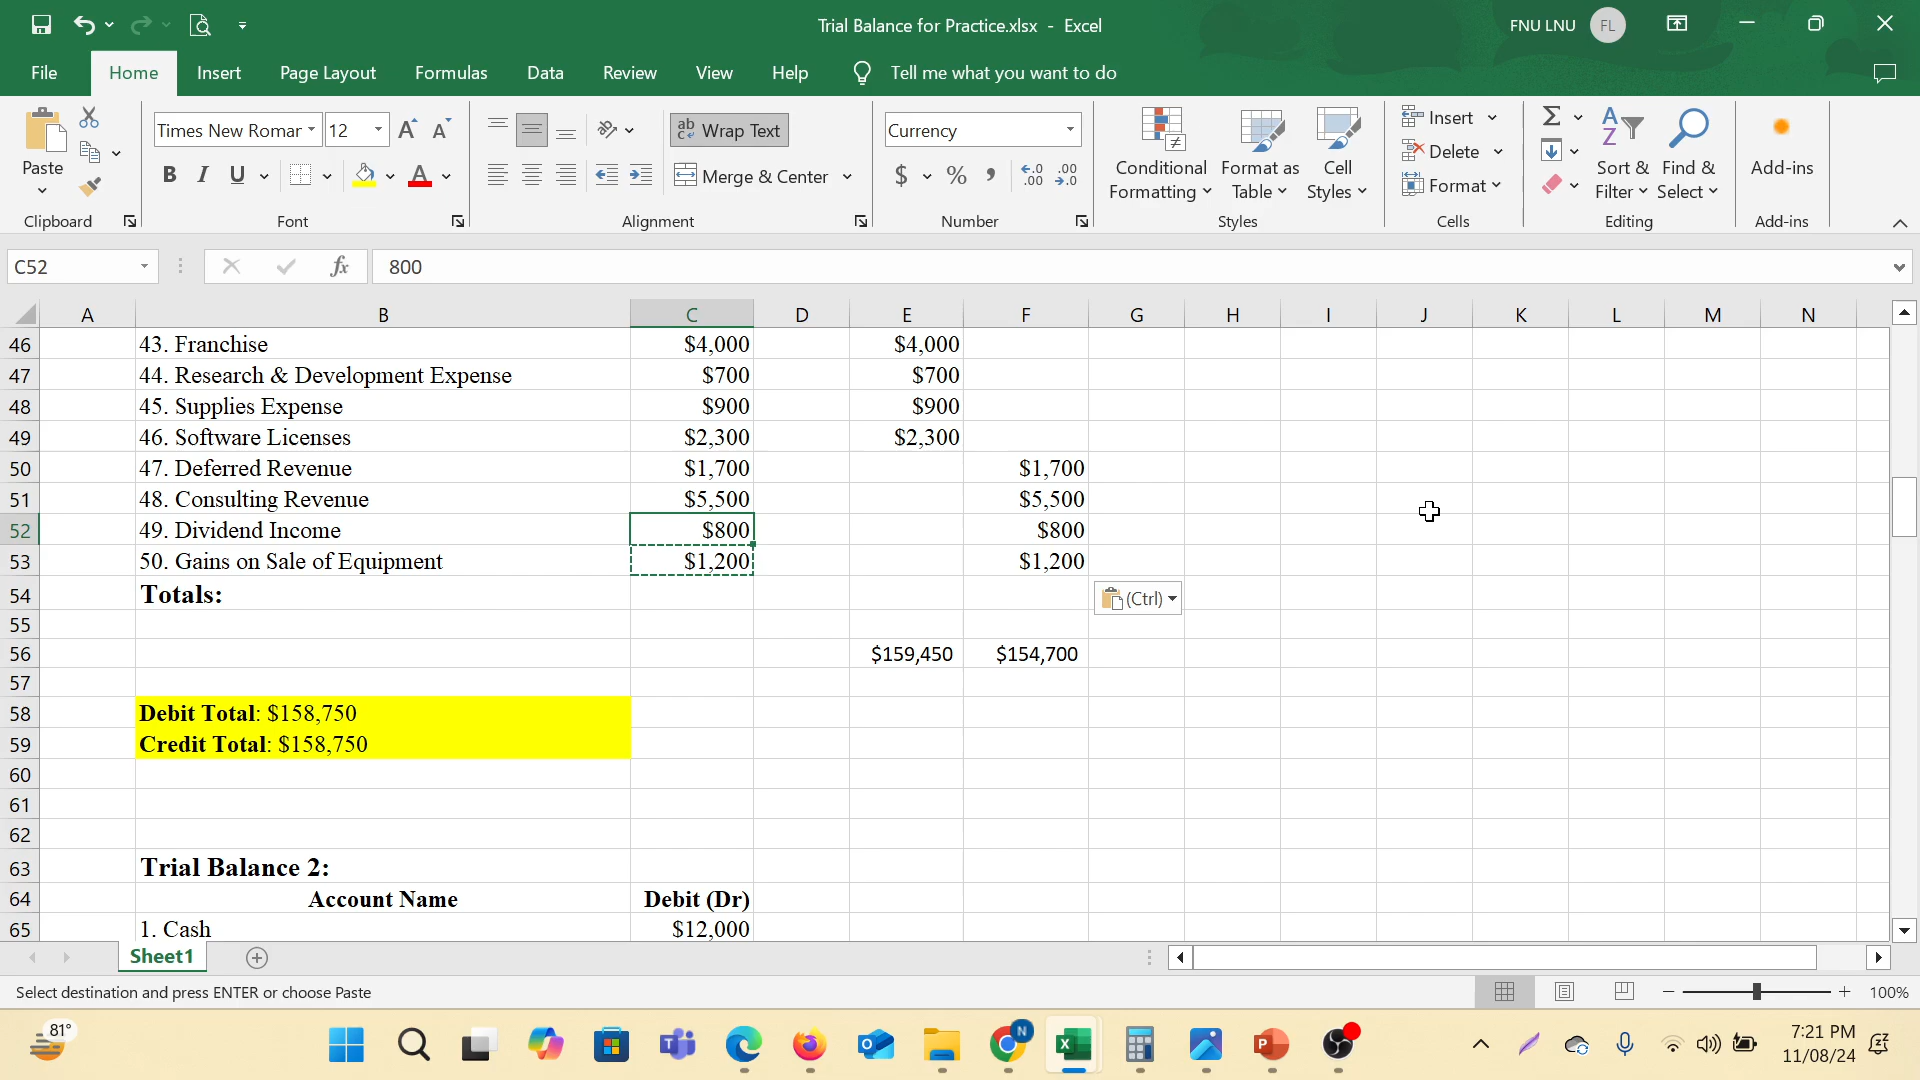 Trial Balance for Practice.xlsx - Excel
FNU LNU FL
File Home Insert Page Layout Formulas Data Review View Help Tell me what you want to do
Paste
Clipboard
Times New Roman 12
B I U A
Font
ab Wrap Text
Merge & Center
Alignment
Currency
$ % , .00 .0
Number
Conditional Formatting
Format as Table
Cell Styles
Styles
Insert
Delete
Format
Cells
Sort & Filter
Find & Select
Editing
Add-ins
Add-ins
C52 fx 800
A B C D E F G H I J K L M N
46 43. Franchise $4,000 $4,000
47 44. Research & Development Expense $700 $700
48 45. Supplies Expense $900 $900
49 46. Software Licenses $2,300 $2,300
50 47. Deferred Revenue $1,700 $1,700
51 48. Consulting Revenue $5,500 $5,500
52 49. Dividend Income $800 $800
53 50. Gains on Sale of Equipment $1,200 $1,200
54 Totals: (Ctrl)
55
56 $159,450 $154,700
57
58 Debit Total: $158,750
59 Credit Total: $158,750
60
61
62
63 Trial Balance 2:
64 Account Name Debit (Dr)
65 1. Cash $12,000
Sheet1
Select destination and press ENTER or choose Paste 100%
81°
7:21 PM
11/08/24